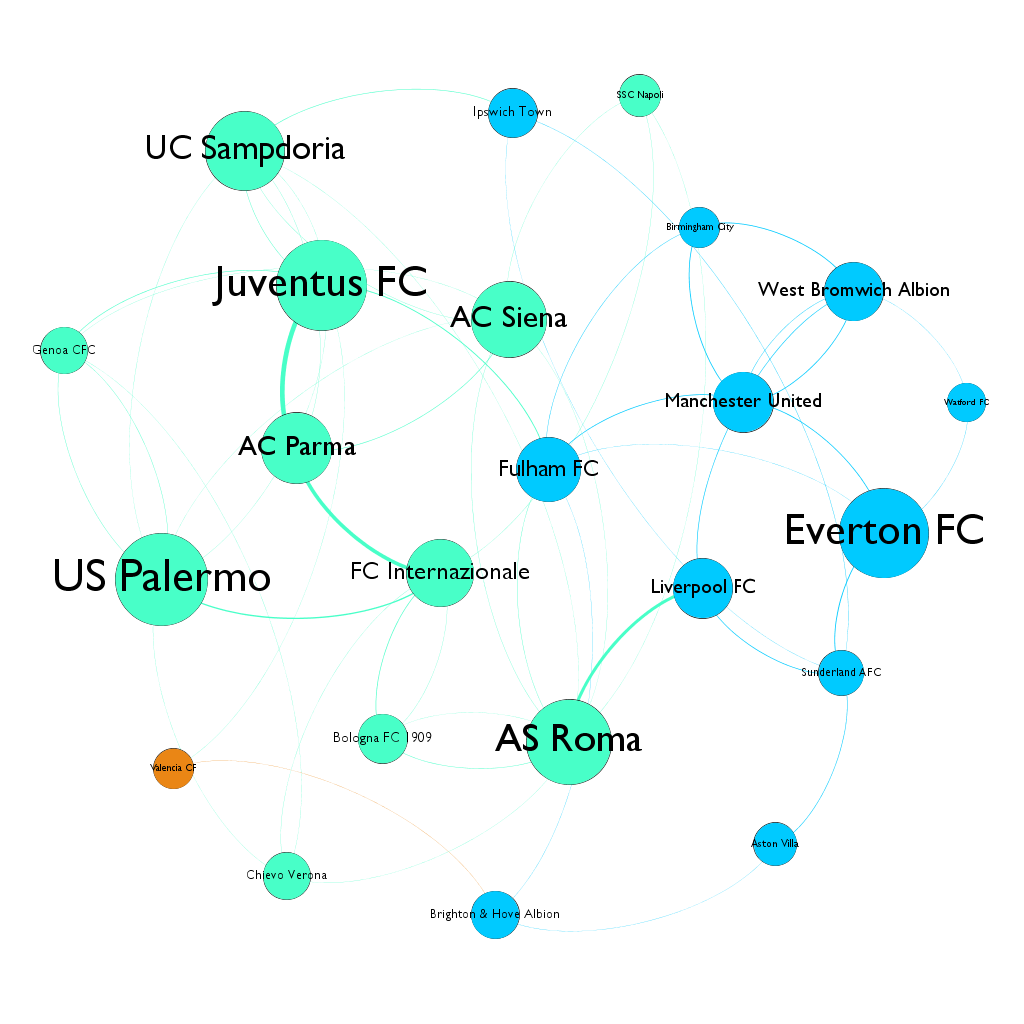 SSC Napoli
Ipswich Town
UC Sampdoria
Birmingham City
Juventus FC
West Bromwich Albion
AC Siena
Genoa CFC
Manchester United
Watford FC
AC Parma
Fulham FC
Everton FC
FC Internazionale
US Palermo
Liverpool FC
Sunderland AFC
Bologna FC 1909
AS Roma
Valencia CF
Aston Villa
Chievo Verona
Brighton & Hove Albion